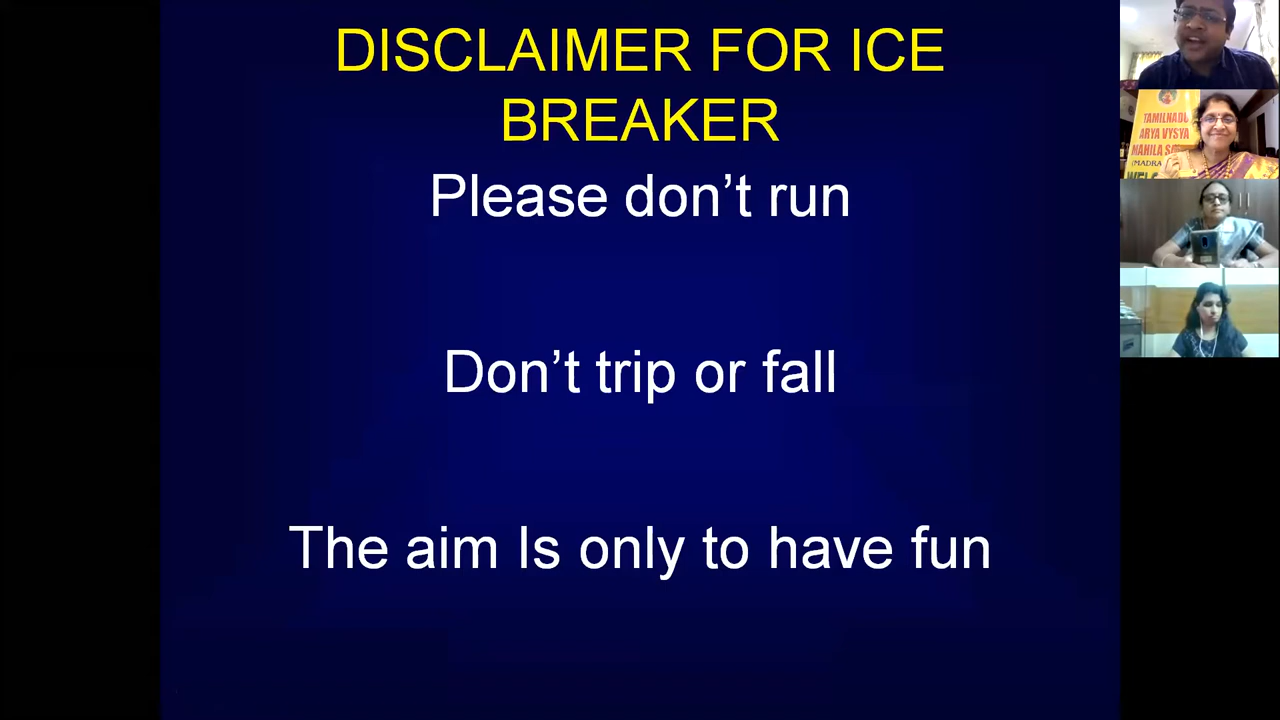 DISCLAIMER FOR ICE
BREAKER
Please don’t run
Don’t trip or fall
The aim Is only to have fun
TAMILNADU
ARYA VYSYA
MAHILA
(MADRA